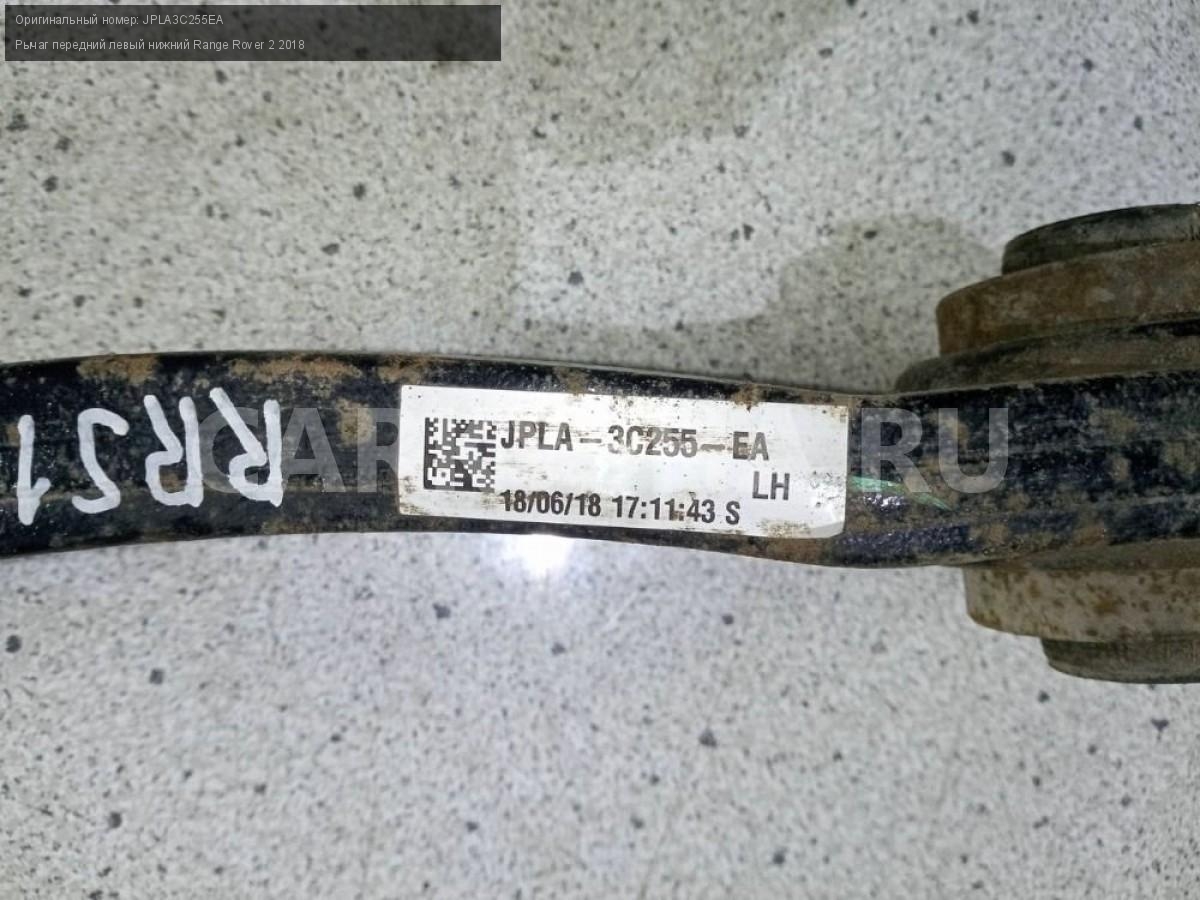 Оригинальный номер: JPLA3C255EA
Рычаг передний левый нижний Range Rover 2 2018
JPLA-3C255-EA
LH
18/06/18 17:11:43 S
RRS1